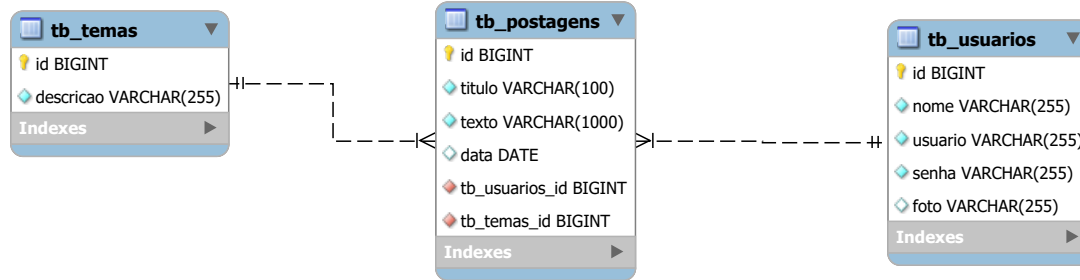 tb_temas
id BIGINT
descricao VARCHAR(255)
Indexes
tb_postagens
id BIGINT
titulo VARCHAR(100)
texto VARCHAR(1000)
data DATE
tb_usuarios_id BIGINT
tb_temas_id BIGINT
Indexes
tb_usuarios
id BIGINT
nome VARCHAR(255)
usuario VARCHAR(255)
senha VARCHAR(255)
foto VARCHAR(255)
Indexes